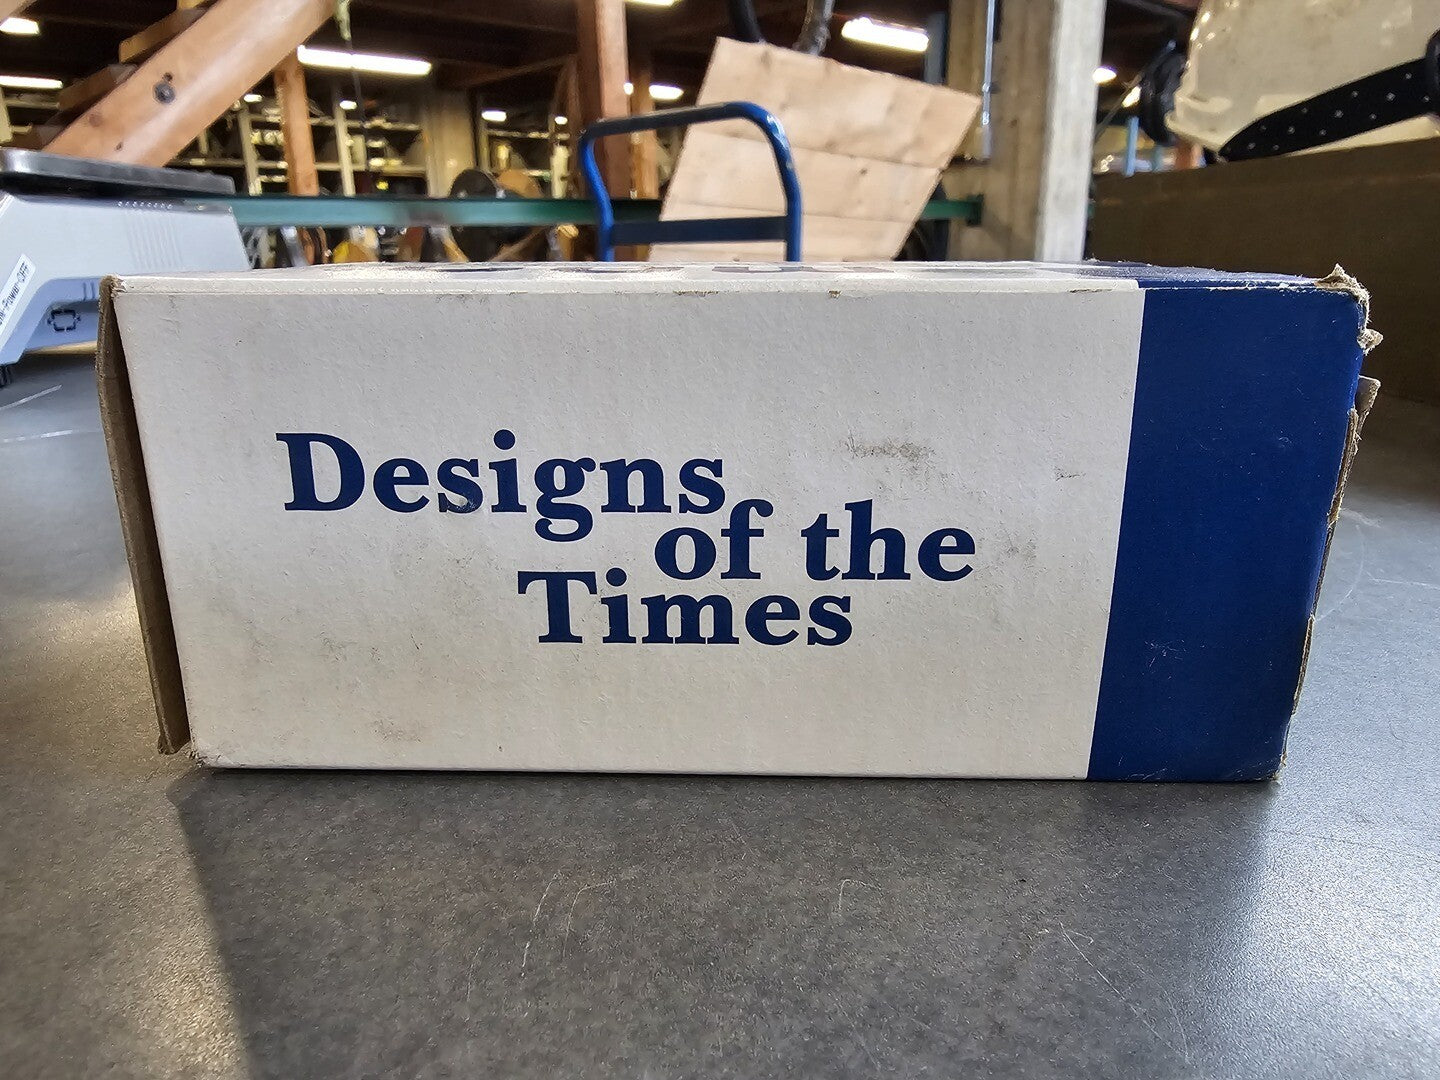 Designs
of the
Times